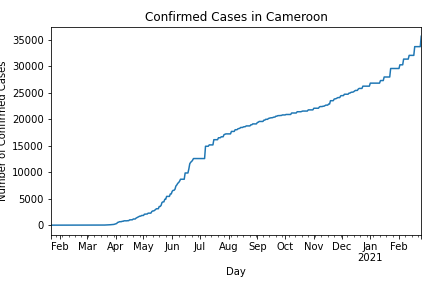 Confirmed Cases in Cameroon
35000
30000
25000
20000
15000
10000
5000
0
Number of Confirmed Cases
Feb Mar Apr May Jun Jul Aug Sep Oct Nov Dec Jan Feb
2021
Day